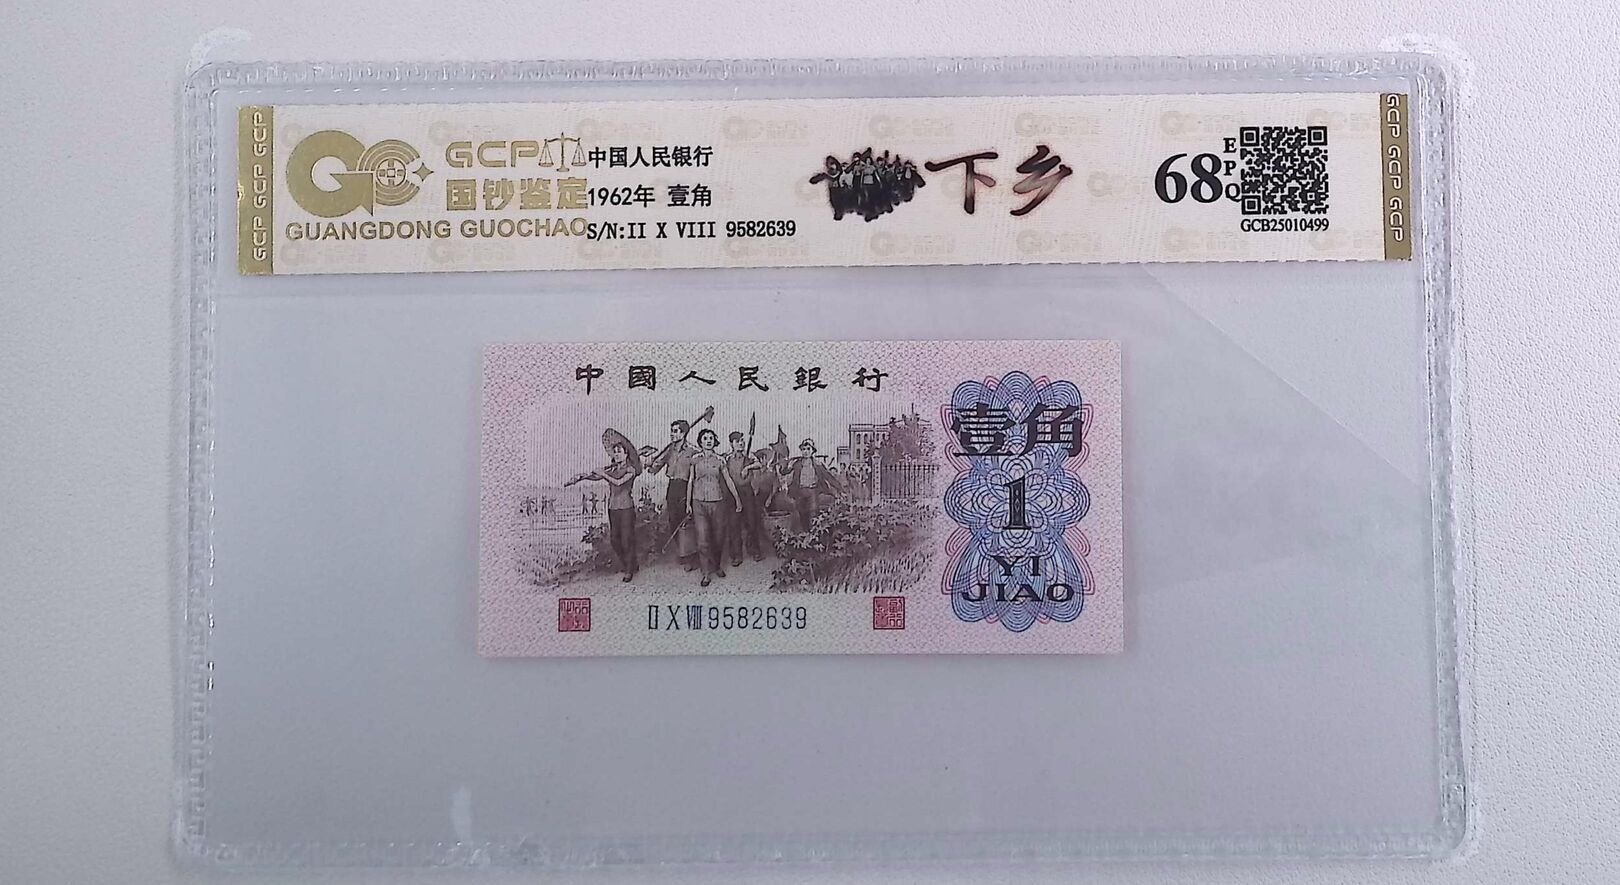 GCP GCP GCP
GCP
国钞鉴定
GUANGDONG GUOCHAO
中国人民银行
1962年 壹角
S/N:II X VIII 9582639
下乡
68
EPQ
GCB25010499
GCP GCP GCP
中國人民銀行
壹角
1
YI
JIAO
ⅡⅩⅧ9582639